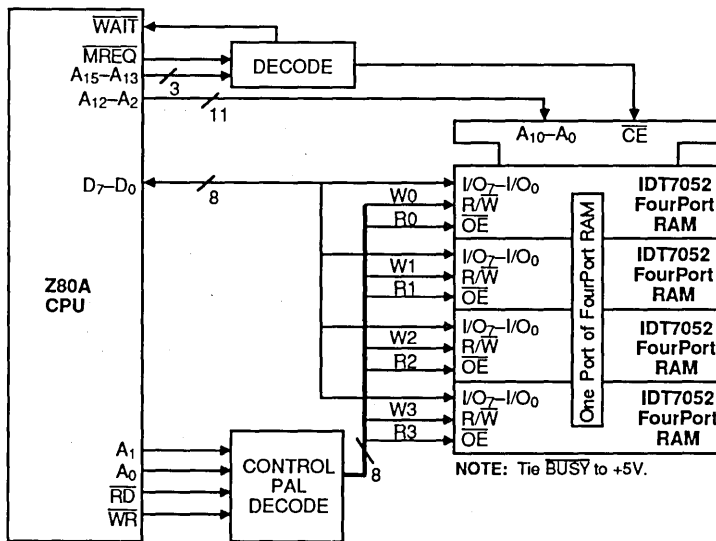 WAIT
MREQ
A15–A13
3
DECODE
A12–A2
11
A10–A0 CE
D7–D0
8
Z80A
CPU
W0
R0
W1
R1
W2
R2
W3
R3
I/O7–I/O0
R/W
OE
IDT7052
FourPort
RAM
I/O7–I/O0
R/W
OE
IDT7052
FourPort
RAM
I/O7–I/O0
R/W
OE
IDT7052
FourPort
RAM
I/O7–I/O0
R/W
OE
IDT7052
FourPort
RAM
One Port of FourPort RAM
A1
A0
RD
WR
CONTROL
PAL
DECODE
8
NOTE: Tie BUSY to +5V.